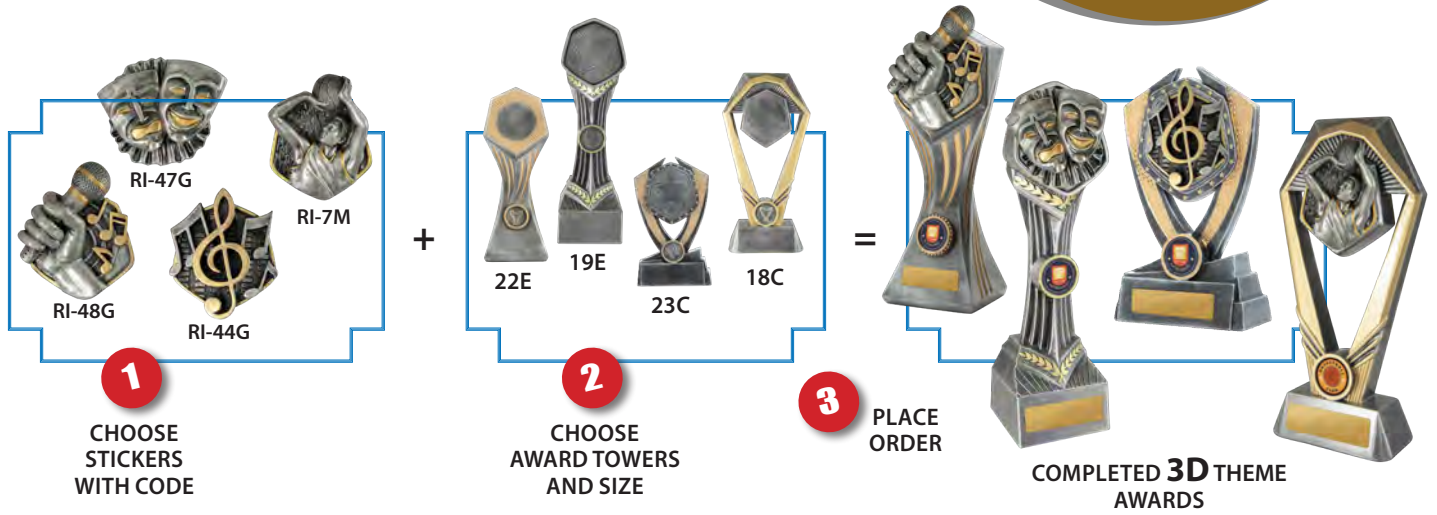 RI-47G
RI-7M
RI-48G
RI-44G
+
22E
19E
23C
18C
=
1
CHOOSE
STICKERS
WITH CODE
2
CHOOSE
AWARD TOWERS
AND SIZE
3
PLACE
ORDER
COMPLETED 3D THEME
AWARDS